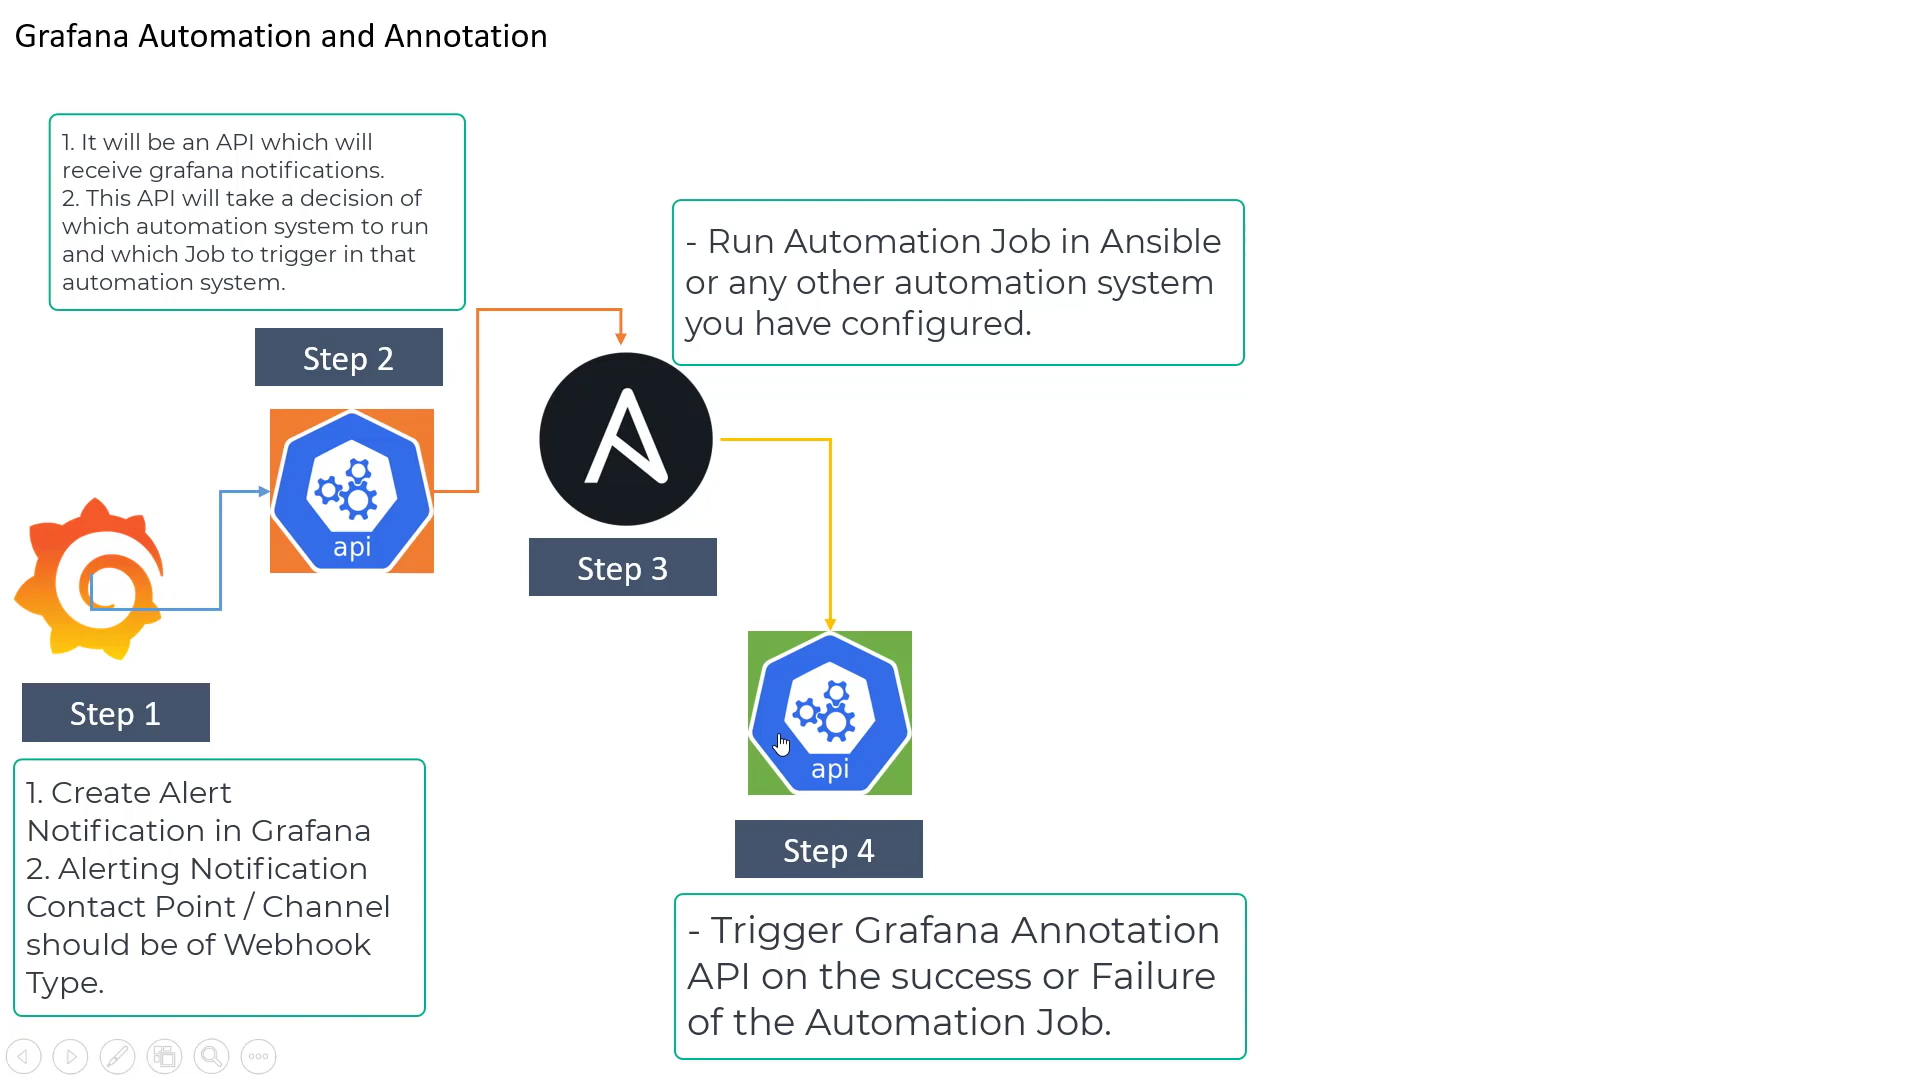 Grafana Automation and Annotation
1. It will be an API which will
receive grafana notifications.
2. This API will take a decision of
which automation system to run
and which Job to trigger in that
automation system.
Step 2
api
- Run Automation Job in Ansible
or any other automation system
you have configured.
Step 3
Step 1
1. Create Alert
Notification in Grafana
2. Alerting Notification
Contact Point / Channel
should be of Webhook
Type.
api
Step 4
- Trigger Grafana Annotation
API on the success or Failure
of the Automation Job.